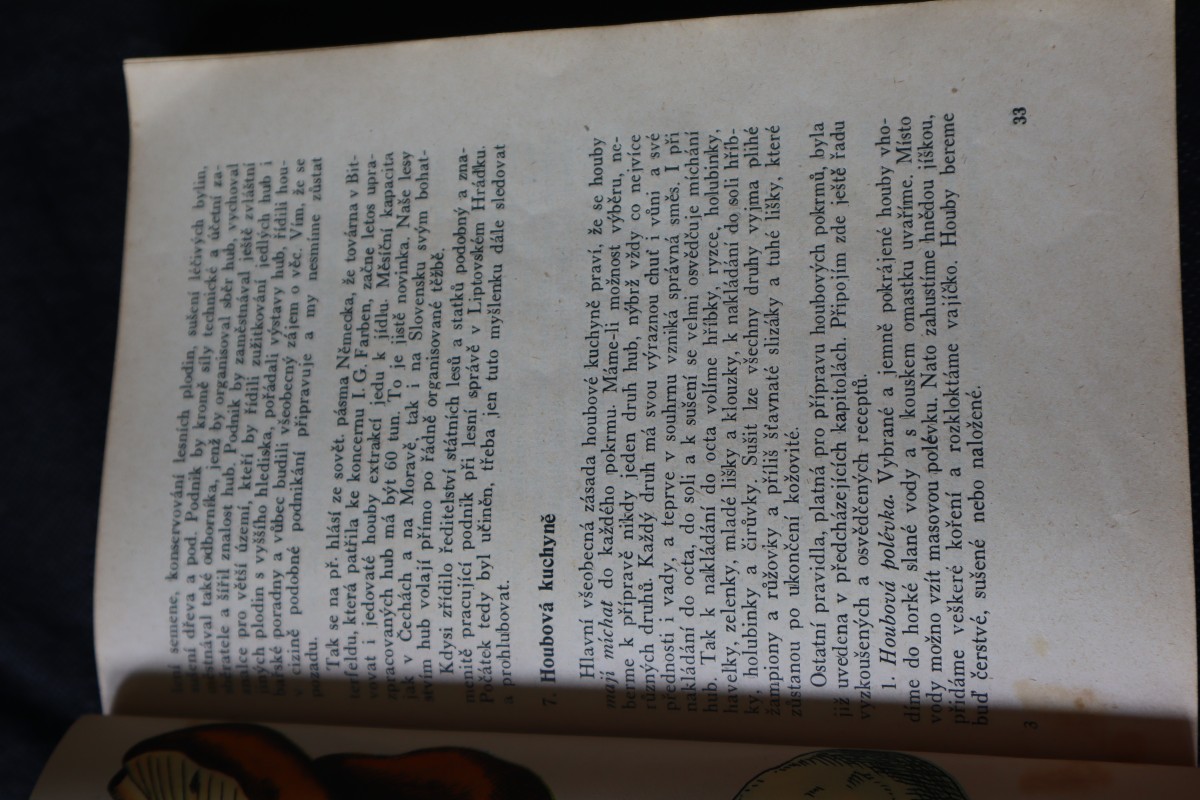 semene, konservování lesních plodin, sušení léčivých bylin,
dřeva a pod. Podnik by kromě síly technické a účetní za-
městnával také odborníka, jenž by organisoval sběr hub, vychoval
sběratele a šířil znalost hub. Podnik by zaměstnával ještě zvláštní
znalce pro větší území, kteří by řídili zužitkování jedlých hub i
jiných plodin s vyššího hlediska, pořádali výstavy hub, řídili hou-
bařské poradny a vůbec budili všeobecný zájem o věc. Vím, že se
v cizině podobné podnikání připravuje a my nesmíme zůstat
pozadu.
Tak se na př. hlásí ze sovět. pásma Německa, že továrna v Bit-
terfeldu, která patřila ke koncernu I. G. Farben, začne letos upra-
vovat i jedovaté houby extrakcí jedu k jídlu. Měsíční kapacita
zpracovaných hub má být 60 tun. To je jistě novinka. Naše lesy
jak v Čechách a na Moravě, tak i na Slovensku svým bohat-
stvím hub volají přímo po řádně organisované těžbě.
Kdysi zřídilo ředitelství státních lesů a statků podobný a zna-
menitě pracující podnik při lesní správě v Liptovském Hrádku.
Počátek tedy byl učiněn, třeba jen tuto myšlenku dále sledovat
a prohlubovat.
7. Houbová kuchyně
Hlavní všeobecná zásada houbové kuchyně praví, že se houby
mají míchat do každého pokrmu. Máme-li možnost výběru, ne-
berme k přípravě nikdy jeden druh hub, nýbrž vždy co nejvíce
různých druhů. Každý druh má svou výraznou chuť i vůni a své
přednosti i vady, a teprve v souhrnu vzniká správná směs. I při
nakládání do octa, do soli a k sušení se velmi osvědčuje míchání
hub. Tak k nakládání do octa volíme hříbky, ryzce, holubinky,
havelky, zelenky, mladé lišky a klouzky, k nakládání do soli hříb-
ky, holubinky a čirůvky. Sušit lze všechny druhy vyjma plihé
žampiony a růžovky a příliš šťavnaté slizáky a tuhé lišky, které
zůstanou po ukončení kožovité.
Ostatní pravidla, platná pro přípravu houbových pokrmů, byla
již uvedena v předcházejících kapitolách. Připojím zde ještě řadu
vyzkoušených a osvědčených receptů.
1. Houbová polévka. Vybrané a jemně pokrájené houby vho-
díme do horké slané vody a s kouskem omastku uvaříme. Místo
vody možno vzít masovou polévku. Nato zahustíme hnědou jíškou,
přidáme veškeré koření a rozkloktáme vajíčko. Houby bereme
buď čerstvé, sušené nebo naložené.
3
33